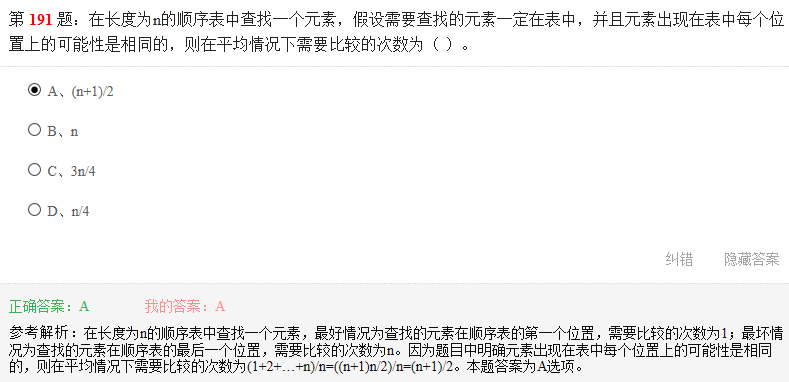 第 191 题：在长度为n的顺序表中查找一个元素，假设需要查找的元素一定在表中，并且元素出现在表中每个位
置上的可能性是相同的，则在平均情况下需要比较的次数为（ ）。
A、(n+1)/2
B、n
C、3n/4
D、n/4
纠错 隐藏答案
正确答案：A 我的答案：A
参考解析：在长度为n的顺序表中查找一个元素，最好情况为查找的元素在顺序表的第一个位置，需要比较的次数为1；最坏情
况为查找的元素在顺序表的最后一个位置，需要比较的次数为n。因为题目中明确元素出现在表中每个位置上的可能性是相同
的，则在平均情况下需要比较的次数为(1+2+…+n)/n=((n+1)n/2)/n=(n+1)/2。本题答案为A选项。